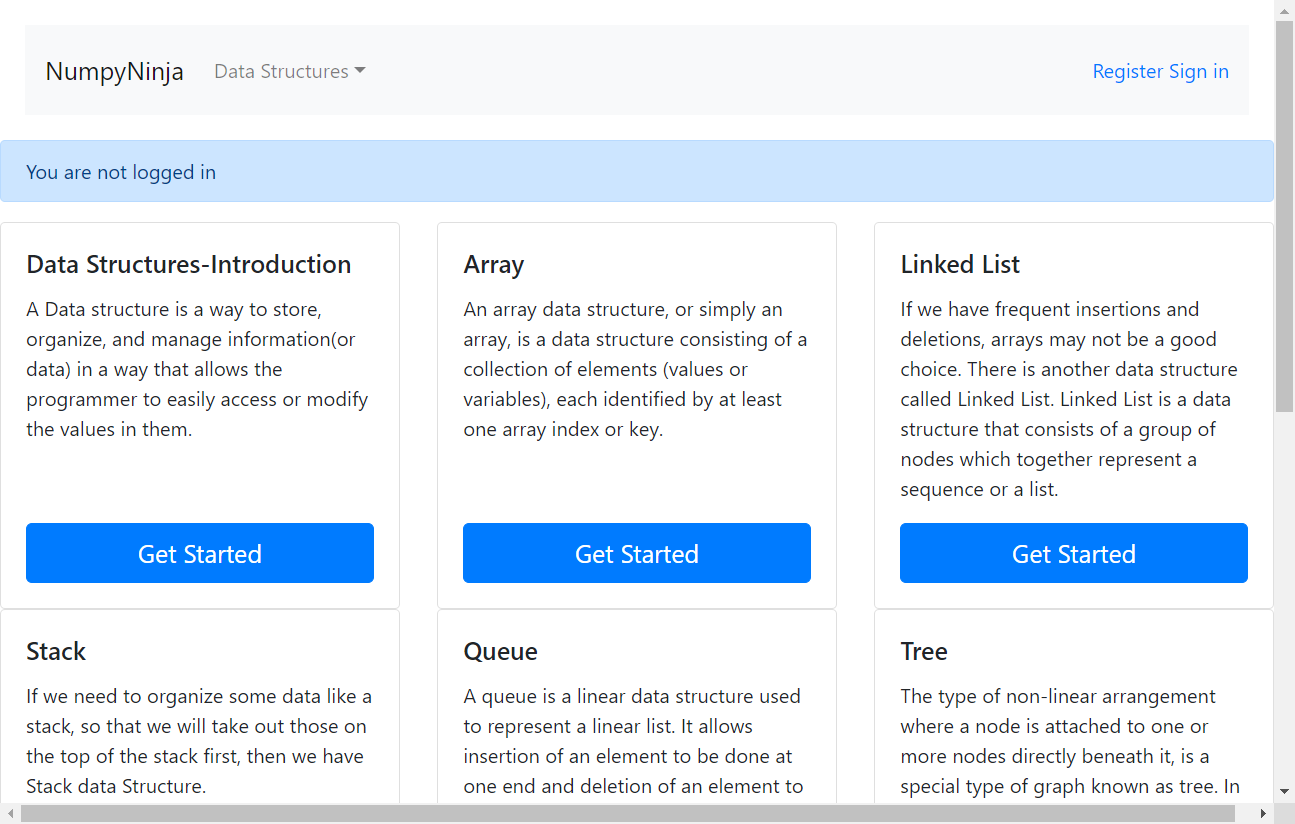 NumpyNinja Data Structures Register Sign in
You are not logged in
Data Structures-Introduction
A Data structure is a way to store,
organize, and manage information(or
data) in a way that allows the
programmer to easily access or modify
the values in them.
Get Started
Array
An array data structure, or simply an
array, is a data structure consisting of a
collection of elements (values or
variables), each identified by at least
one array index or key.
Get Started
Linked List
If we have frequent insertions and
deletions, arrays may not be a good
choice. There is another data structure
called Linked List. Linked List is a data
structure that consists of a group of
nodes which together represent a
sequence or a list.
Get Started
Stack
If we need to organize some data like a
stack, so that we will take out those on
the top of the stack first, then we have
Stack data Structure.
Queue
A queue is a linear data structure used
to represent a linear list. It allows
insertion of an element to be done at
one end and deletion of an element to
Tree
The type of non-linear arrangement
where a node is attached to one or
more nodes directly beneath it, is a
special type of graph known as tree. In